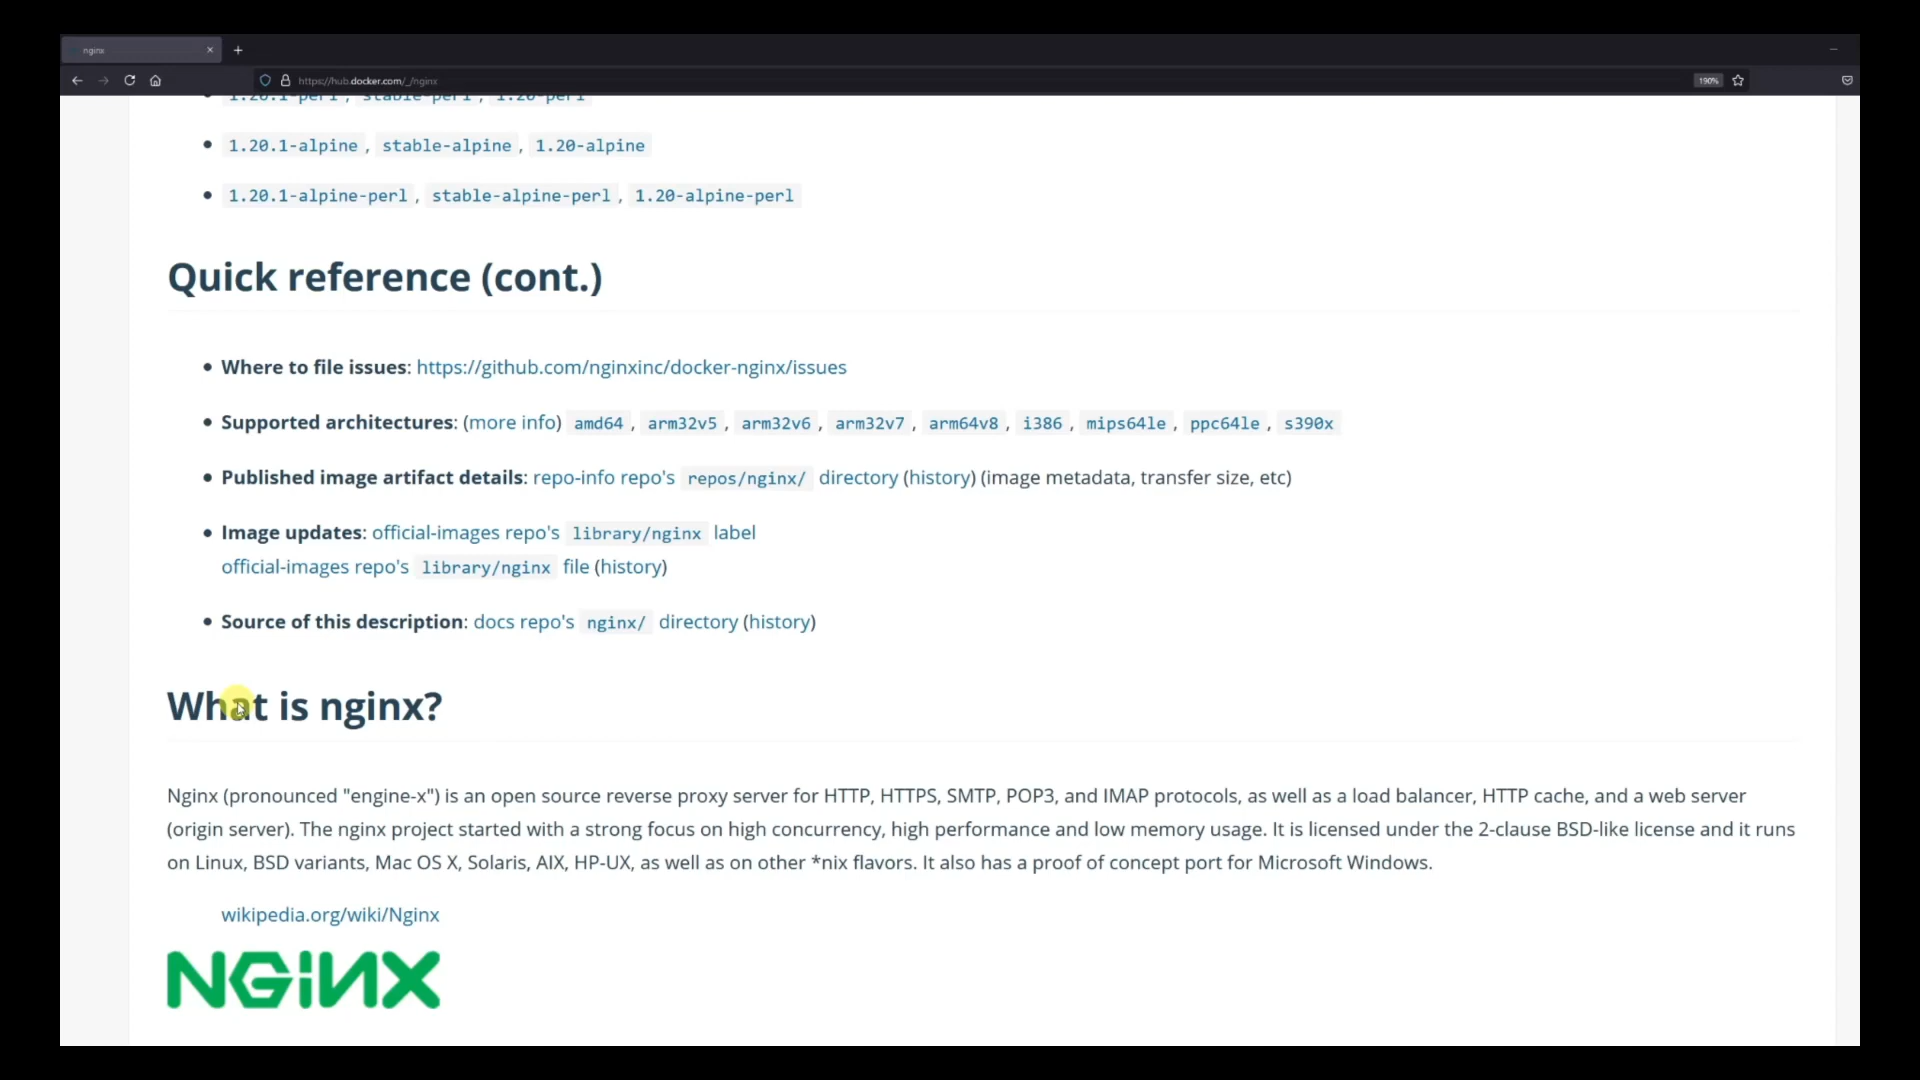 nginx
https://hub.docker.com/_/nginx
190%
1.20.1-perl , stable-perl , 1.20-perl
1.20.1-alpine , stable-alpine , 1.20-alpine
1.20.1-alpine-perl , stable-alpine-perl , 1.20-alpine-perl
Quick reference (cont.)
Where to file issues: https://github.com/nginxinc/docker-nginx/issues
Supported architectures: (more info) amd64 , arm32v5 , arm32v6 , arm32v7 , arm64v8 , i386 , mips64le , ppc64le , s390x
Published image artifact details: repo-info repo's repos/nginx/ directory (history) (image metadata, transfer size, etc)
Image updates: official-images repo's library/nginx label
official-images repo's library/nginx file (history)
Source of this description: docs repo's nginx/ directory (history)
What is nginx?
Nginx (pronounced "engine-x") is an open source reverse proxy server for HTTP, HTTPS, SMTP, POP3, and IMAP protocols, as well as a load balancer, HTTP cache, and a web server
(origin server). The nginx project started with a strong focus on high concurrency, high performance and low memory usage. It is licensed under the 2-clause BSD-like license and it runs
on Linux, BSD variants, Mac OS X, Solaris, AIX, HP-UX, as well as on other *nix flavors. It also has a proof of concept port for Microsoft Windows.
wikipedia.org/wiki/Nginx
NGINX